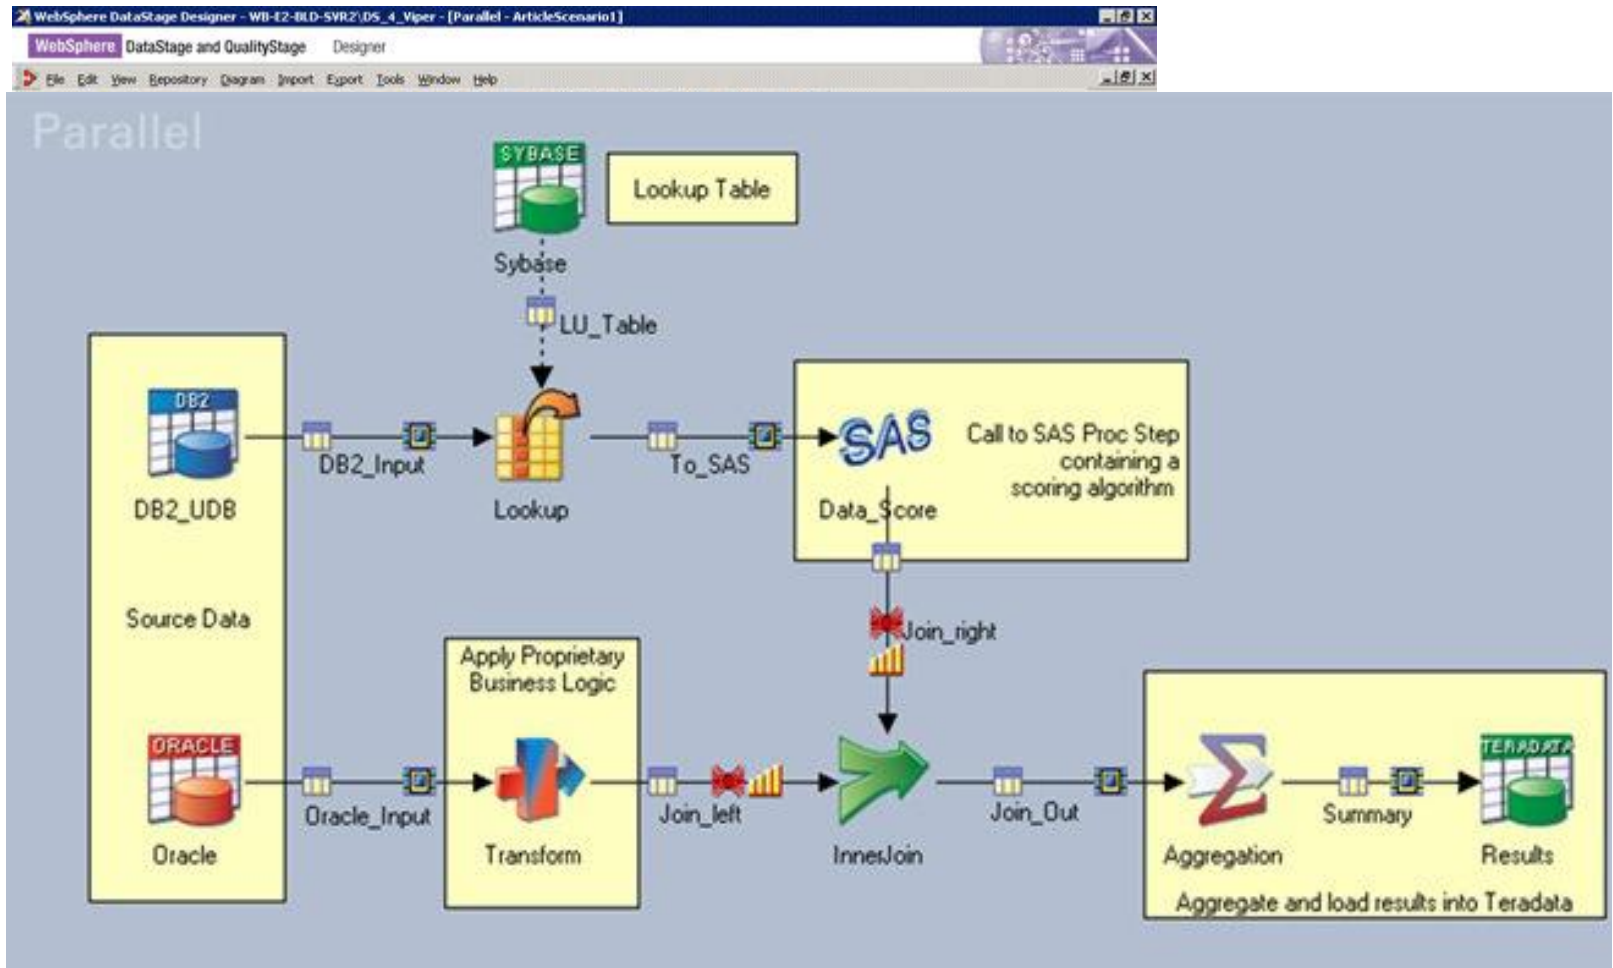 WebSphere DataStage Designer - WB-E2-BLD-SVR2\DS_4_Viper - [Parallel - ArticleScenario1]
WebSphere DataStage and QualityStage Designer
File Edit View Repository Diagram Import Export Tools Window Help
Parallel
SYBASE
Lookup Table
Sybase
LU_Table
DB2
DB2_Input
DB2_UDB
Lookup
To_SAS
SAS
Call to SAS Proc Step
containing a
scoring algorithm
Data_Score
Source Data
Join_right
Apply Proprietary
Business Logic
ORACLE
Oracle_Input
Oracle
Transform
Join_left
InnerJoin
Join_Out
Aggregation
Summary
TERADATA
Results
Aggregate and load results into Teradata